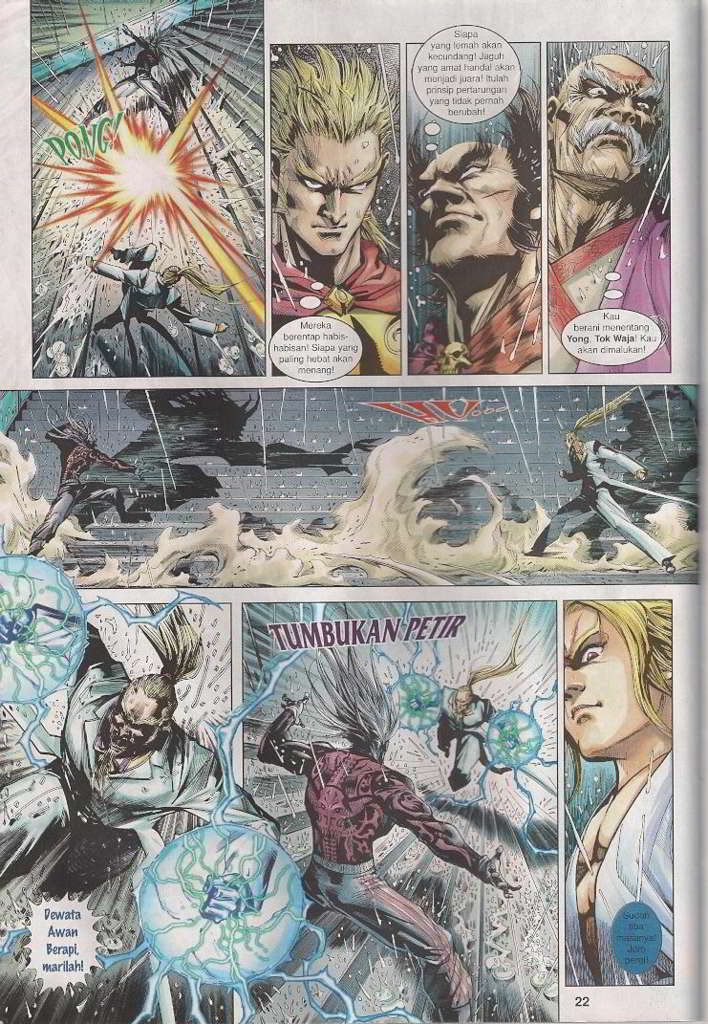 PONG!
Mereka
berentap habis-
habisan! Siapa yang
paling hebat akan
menang!
Siapa
yang lemah akan
kecundang! Jaguh
yang amat handal akan
menjadi juara! Itulah
prinsip pertarungan
yang tidak pernah
berubah!
Kau
berani menentang
Yong, Tok Waja! Kau
akan dimalukan!
TUMBUKAN PETIR
Dewata
Awan
Berapi,
marilah!
Sudah
tiba
masanya!
Jom
pergi!
22